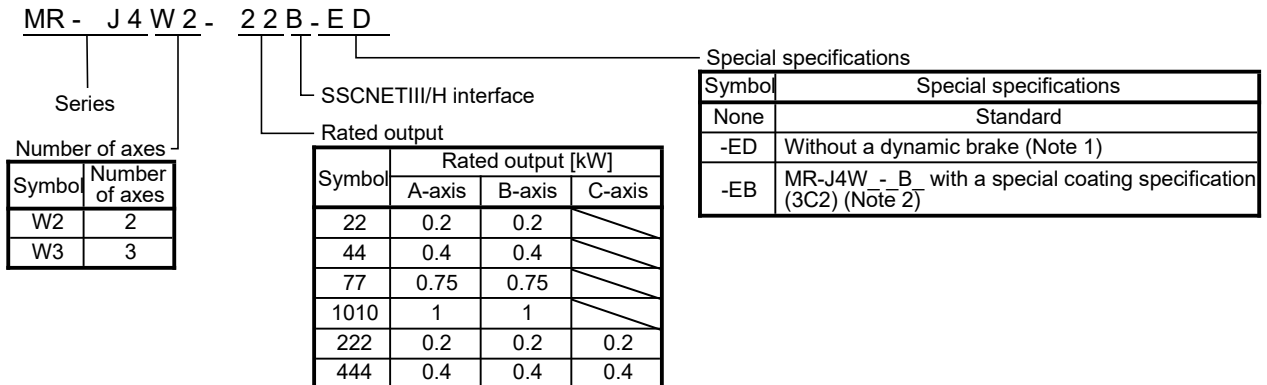 MR - J4W2 - 22B - ED
Special specifications
Symbol Special specifications
None Standard
-ED Without a dynamic brake (Note 1)
-EB MR-J4W_-_B_ with a special coating specification
(3C2) (Note 2)
SSCNETIII/H interface
Series
Rated output
Symbol Rated output [kW]
A-axis B-axis C-axis
22 0.2 0.2
44 0.4 0.4
77 0.75 0.75
1010 1 1
222 0.2 0.2 0.2
444 0.4 0.4 0.4
Number of axes
Symbol Number
of axes
W2 2
W3 3